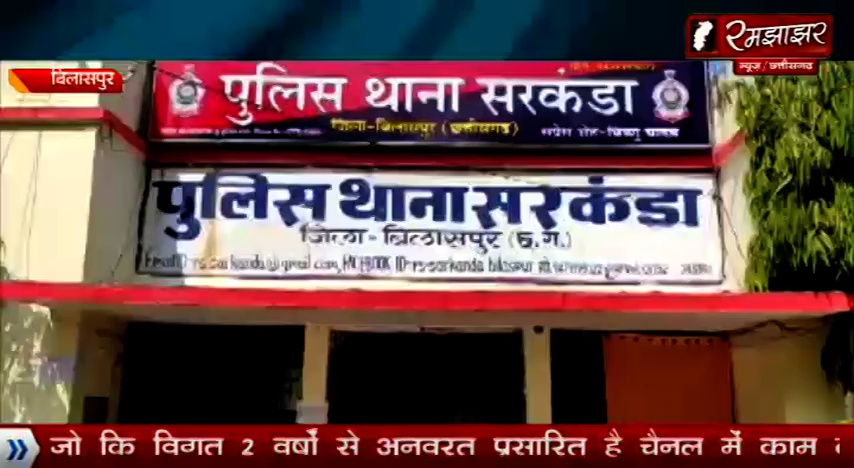 रमझाझर
न्यूज/छत्तीसगढ़
बिलासपुर
पुलिस थाना सरकंडा
जिला-बिलासपुर (छत्तीसगढ़)
पुलिस थाना सरकंडा
जिला-बिलासपुर (छ.ग.)
जो कि विगत 2 वर्षों से अनवरत प्रसारित है चैनल में काम